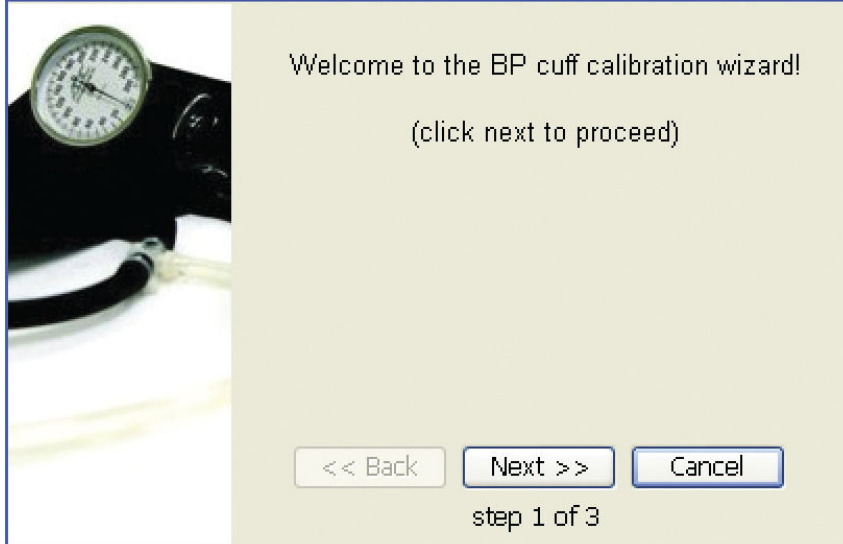 Welcome to the BP cuff calibration wizard!
(click next to proceed)
<< Back
Next >>
Cancel
step 1 of 3